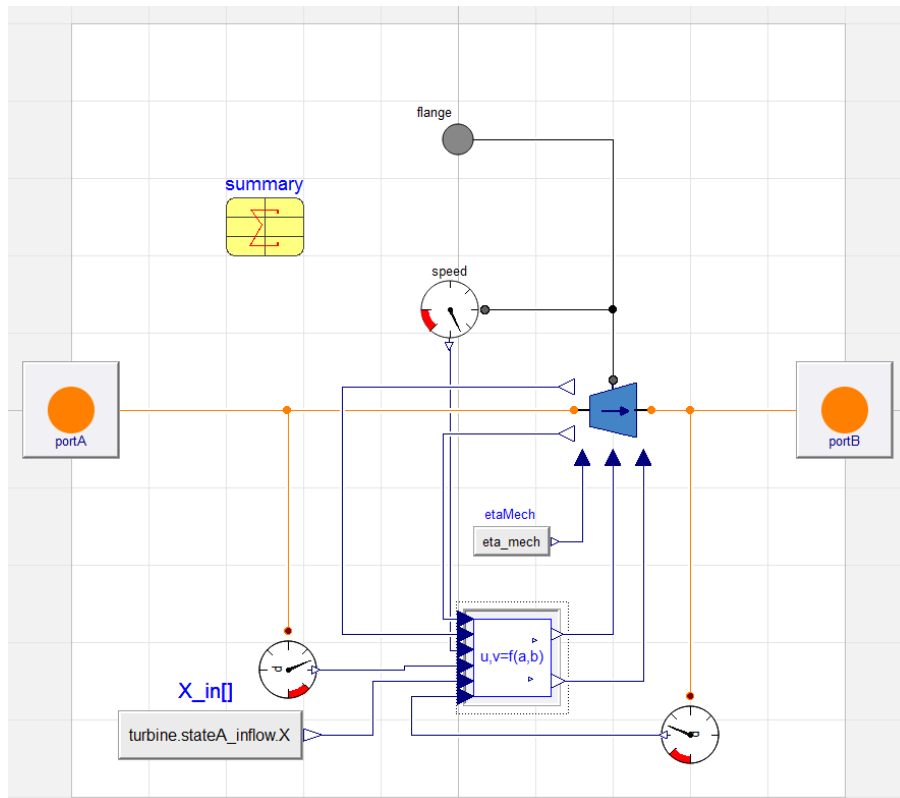 flange
summary
speed
portA
portB
etaMech
eta_mech
u,v=f(a,b)
p
X_in[]
turbine.stateA_inflow.X
p